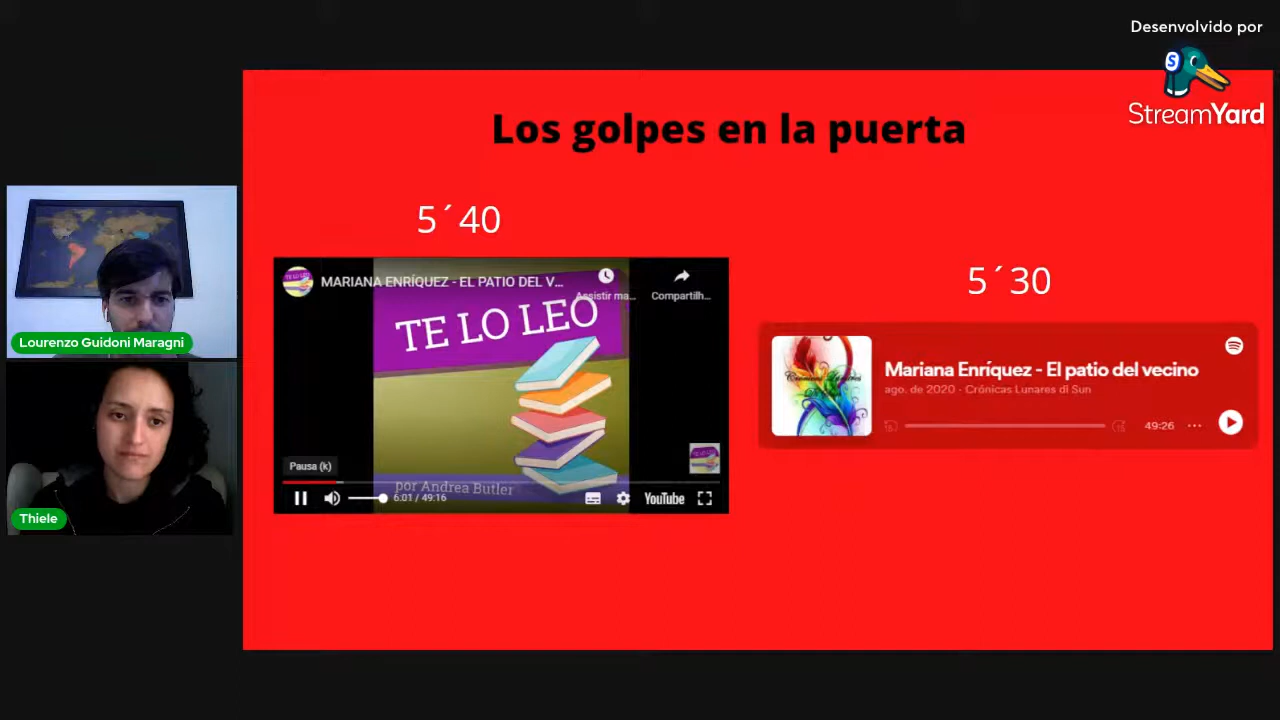 Desenvolvido por
StreamYard
Los golpes en la puerta
5´40
5´30
MARIANA ENRÍQUEZ - EL PATIO DEL V...
Assistir ma...
Compartilh...
TE LO LEO
Pausa (k)
por Andrea Butler
6:01 / 49:16
YouTube
Mariana Enríquez - El patio del vecino
ago. de 2020 - Crónicas Lunares di Sun
49:26
Lourenzo Guidoni Maragni
Thiele